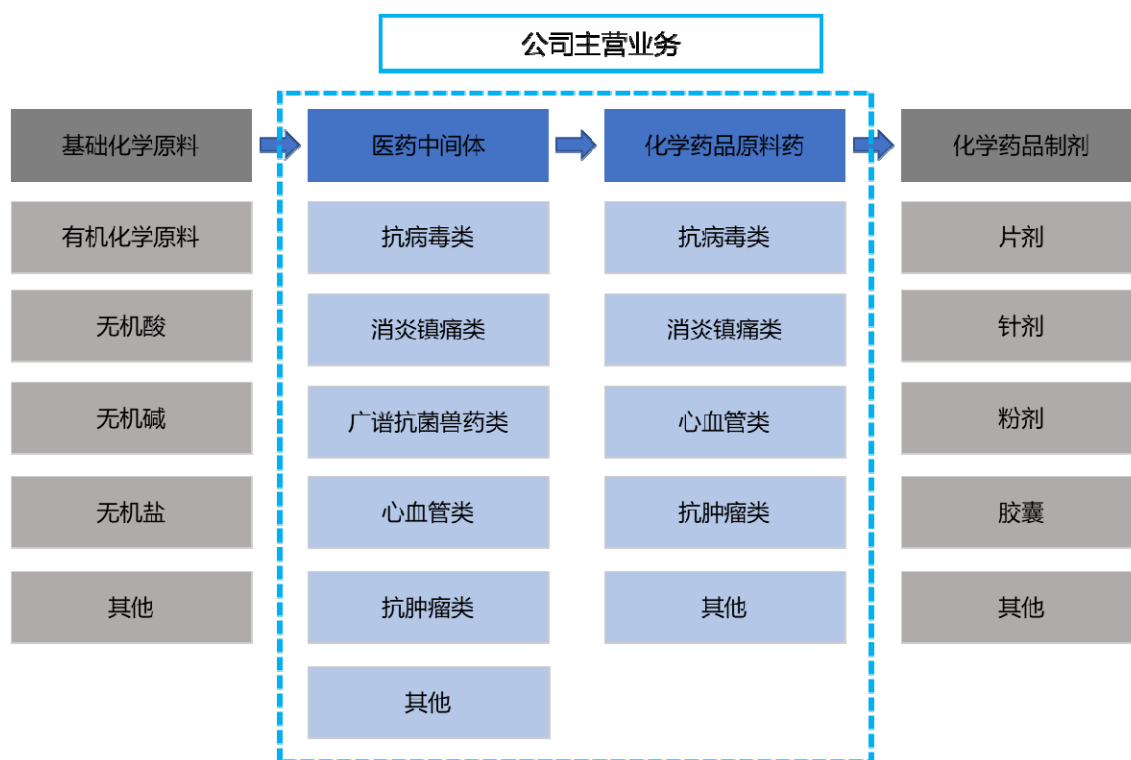 公司主营业务
基础化学原料
医药中间体
化学药品原料药
化学药品制剂
有机化学原料
抗病毒类
抗病毒类
片剂
无机酸
消炎镇痛类
消炎镇痛类
针剂
无机碱
广谱抗菌兽药类
心血管类
粉剂
无机盐
心血管类
抗肿瘤类
胶囊
其他
抗肿瘤类
其他
其他
其他